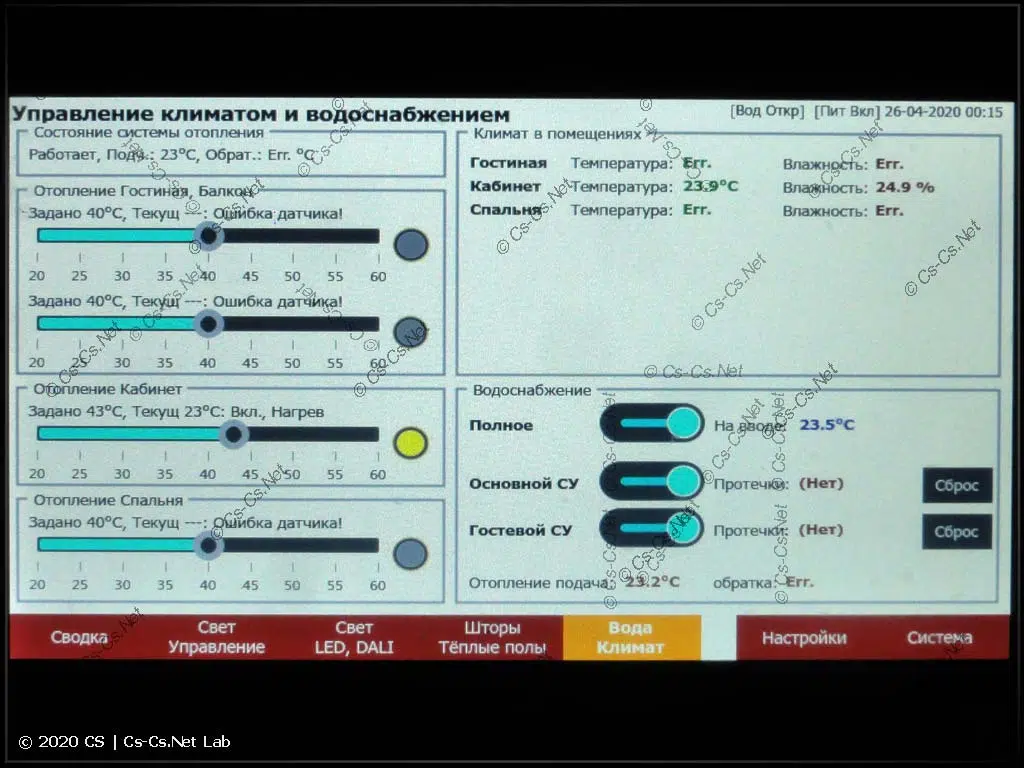 Управление климатом и водоснабжением
[Вод Откр] [Пит Вкл] 26-04-2020 00:15
Состояние системы отопления
Работает, Подч.: 23°C, Обрат.: Err. °C
Отопление Гостиная, Балкон
Задано 40°C, Текущ ---: Ошибка датчика!
20 25 30 35 40 45 50 55 60
Задано 40°C, Текущ ---: Ошибка датчика!
20 25 30 35 40 45 50 55 60
Отопление Кабинет
Задано 43°C, Текущ 23°C: Вкл., Нагрев
20 25 30 35 40 45 50 55 60
Отопление Спальня
Задано 40°C, Текущ ---: Ошибка датчика!
20 25 30 35 40 45 50 55 60
Климат в помещениях
Гостиная Температура: Err. Влажность: Err.
Кабинет Температура: 23.9°C Влажность: 24.9 %
Спальня Температура: Err. Влажность: Err.
Водоснабжение
Полное На вводе: 23.5°C
Основной СУ Протечки: (Нет) Сброс
Гостевой СУ Протечки: (Нет) Сброс
Отопление подача: 23.2°C обратка: Err.
Сводка
Свет
Управление
Свет
LED, DALI
Шторы
Тёплые полы
Вода
Климат
Настройки
Система
© Cs-Cs.Net
© 2020 CS | Cs-Cs.Net Lab